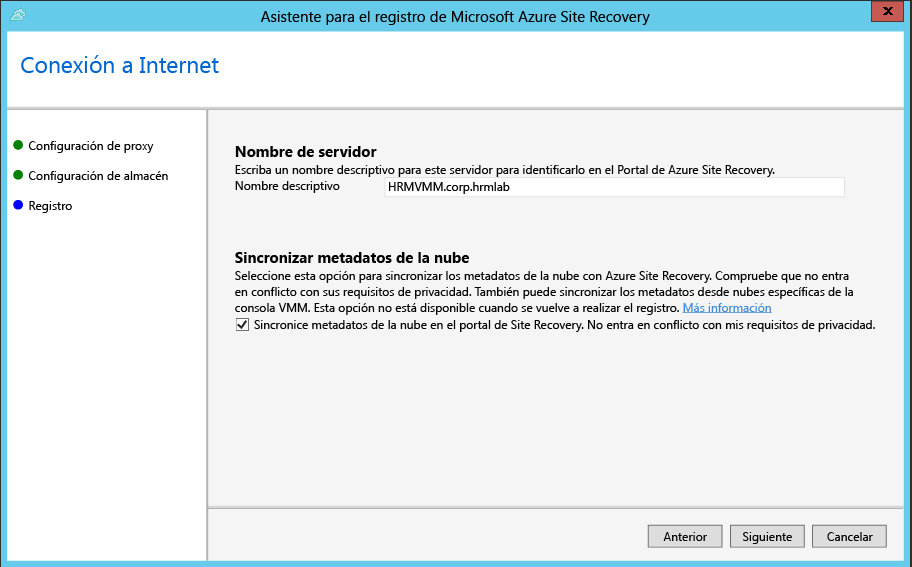 Asistente para el registro de Microsoft Azure Site Recovery
x
Conexión a Internet
Configuración de proxy
Configuración de almacén
Registro
Nombre de servidor
Escriba un nombre descriptivo para este servidor para identificarlo en el Portal de Azure Site Recovery.
Nombre descriptivo HRMVMM.corp.hrmlab
Sincronizar metadatos de la nube
Seleccione esta opción para sincronizar los metadatos de la nube con Azure Site Recovery. Compruebe que no entra
en conflicto con sus requisitos de privacidad. También puede sincronizar los metadatos desde nubes específicas de la
consola VMM. Esta opción no está disponible cuando se vuelve a realizar el registro. Más información
Sincronice metadatos de la nube en el portal de Site Recovery. No entra en conflicto con mis requisitos de privacidad.
Anterior Siguiente Cancelar